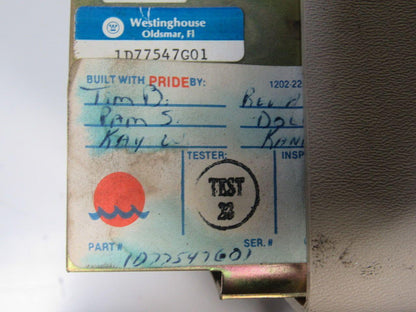 Westinghouse
Oldsmar, Fl
1D77547G01
BUILT WITH PRIDE BY: 1202-22
Tim B.
Pam S.
Kay L.
TESTER: INSP
TEST
PART# SER.#
1D77547G01